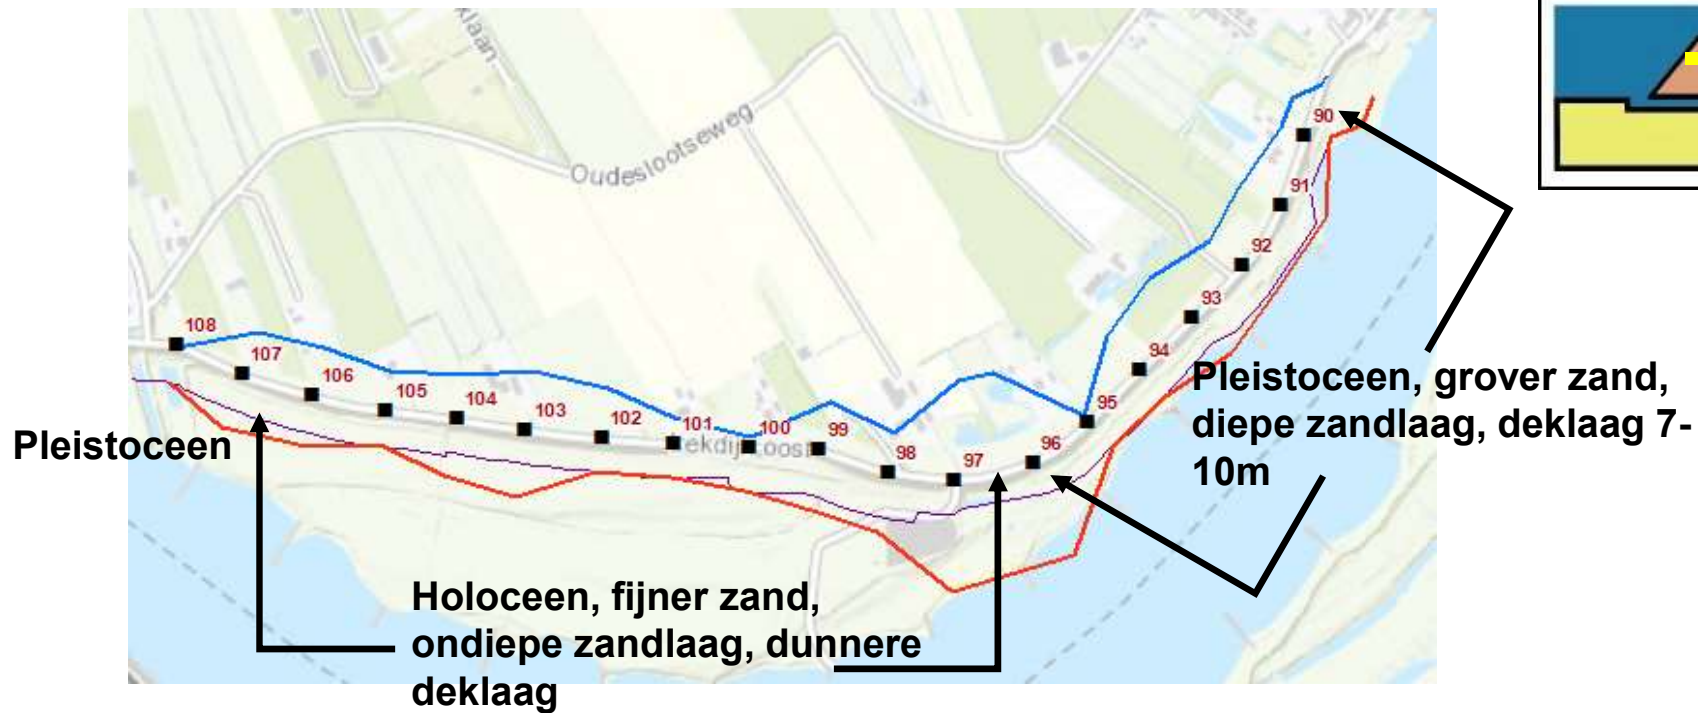 klaan
Oudeslootseweg
90
91
92
93
94
95
96
97
98
99
100
101
102
103
104
105
106
107
108
Pleistoceen
Pleistoceen, grover zand,
diepe zandlaag, deklaag 7-
10m
Holoceen, fijner zand,
ondiepe zandlaag, dunnere
deklaag